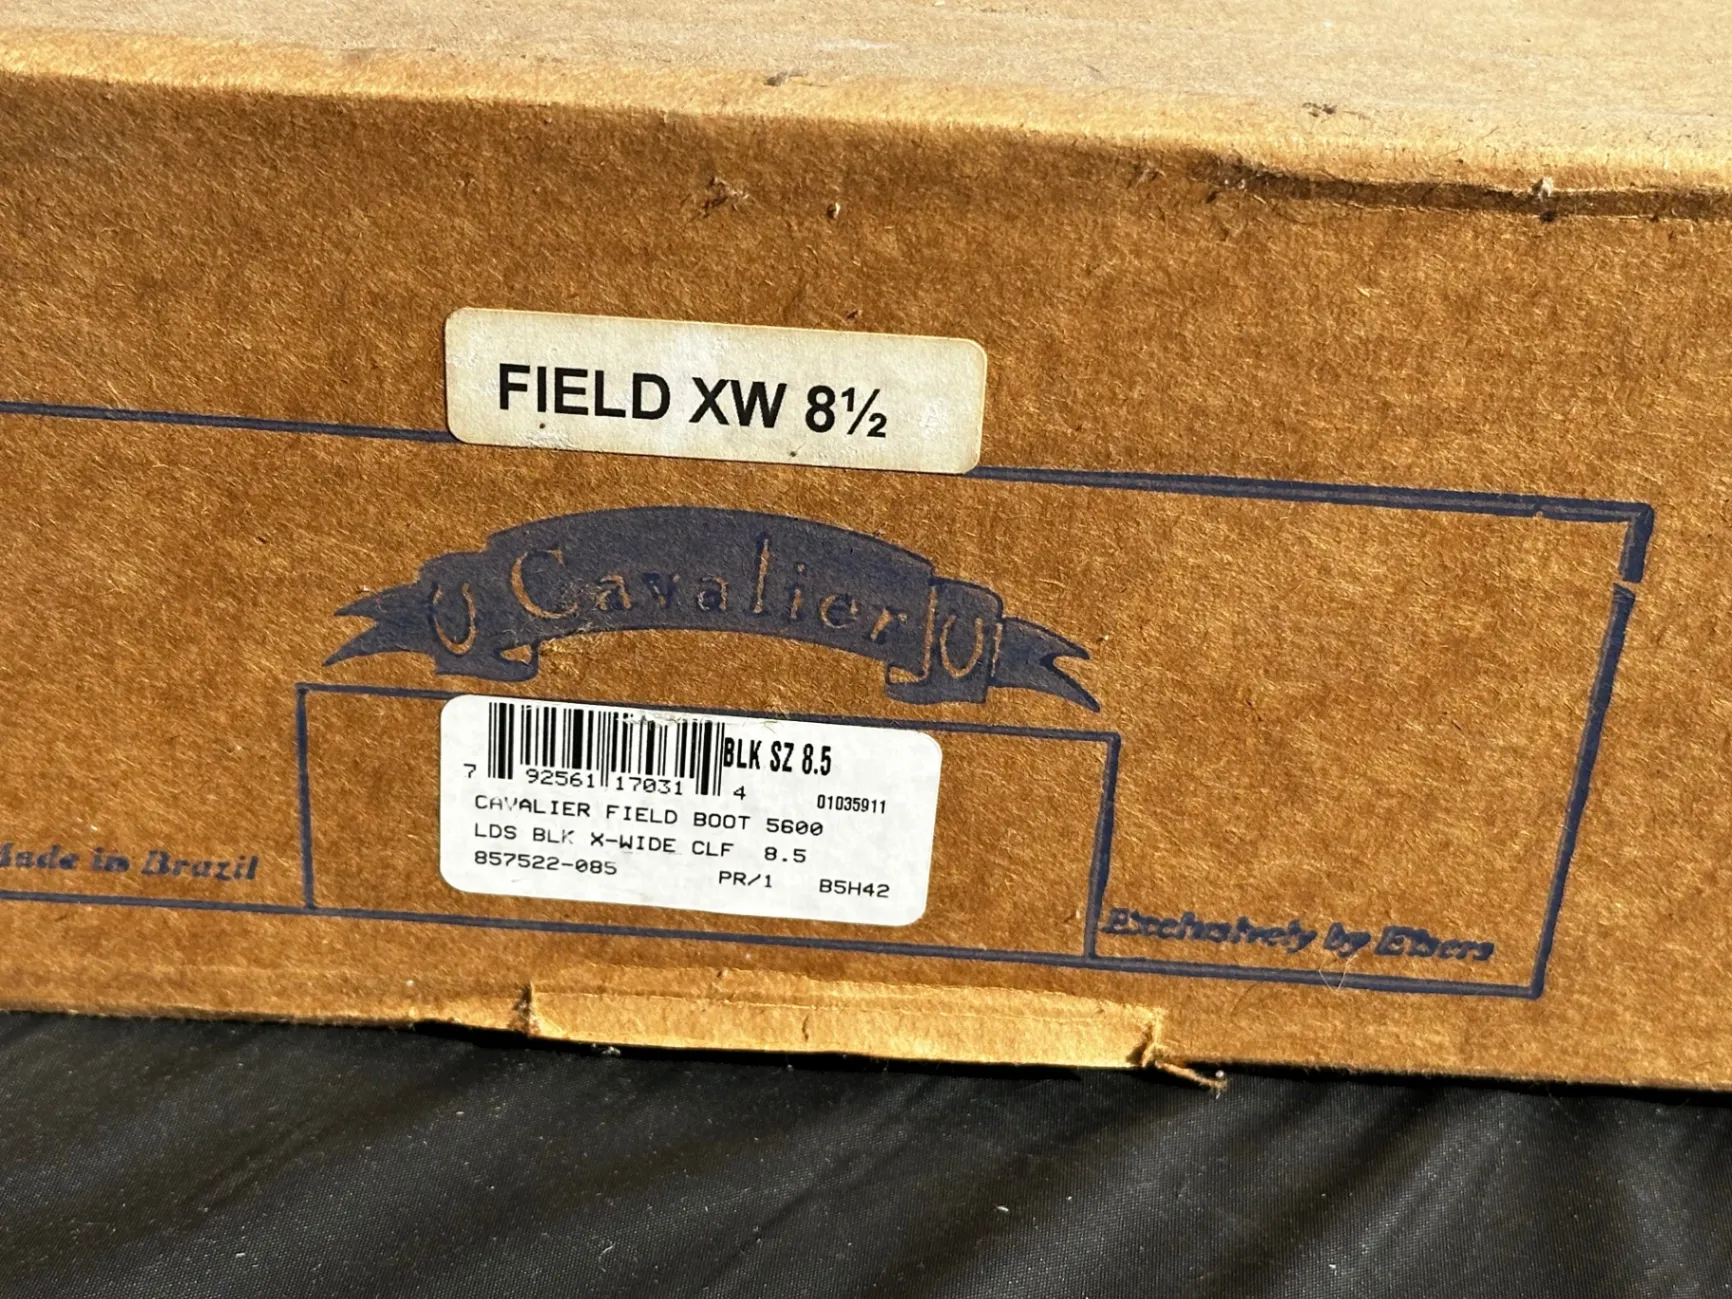 FIELD XW 8½
Cavalier
BLK SZ 8.5
7 92561 17031 4
01035911
CAVALIER FIELD BOOT 5600
LDS BLK X-WIDE CLF 8.5
857522-085 PR/1 B5H42
Made in Brazil
Exclusively by Eisers